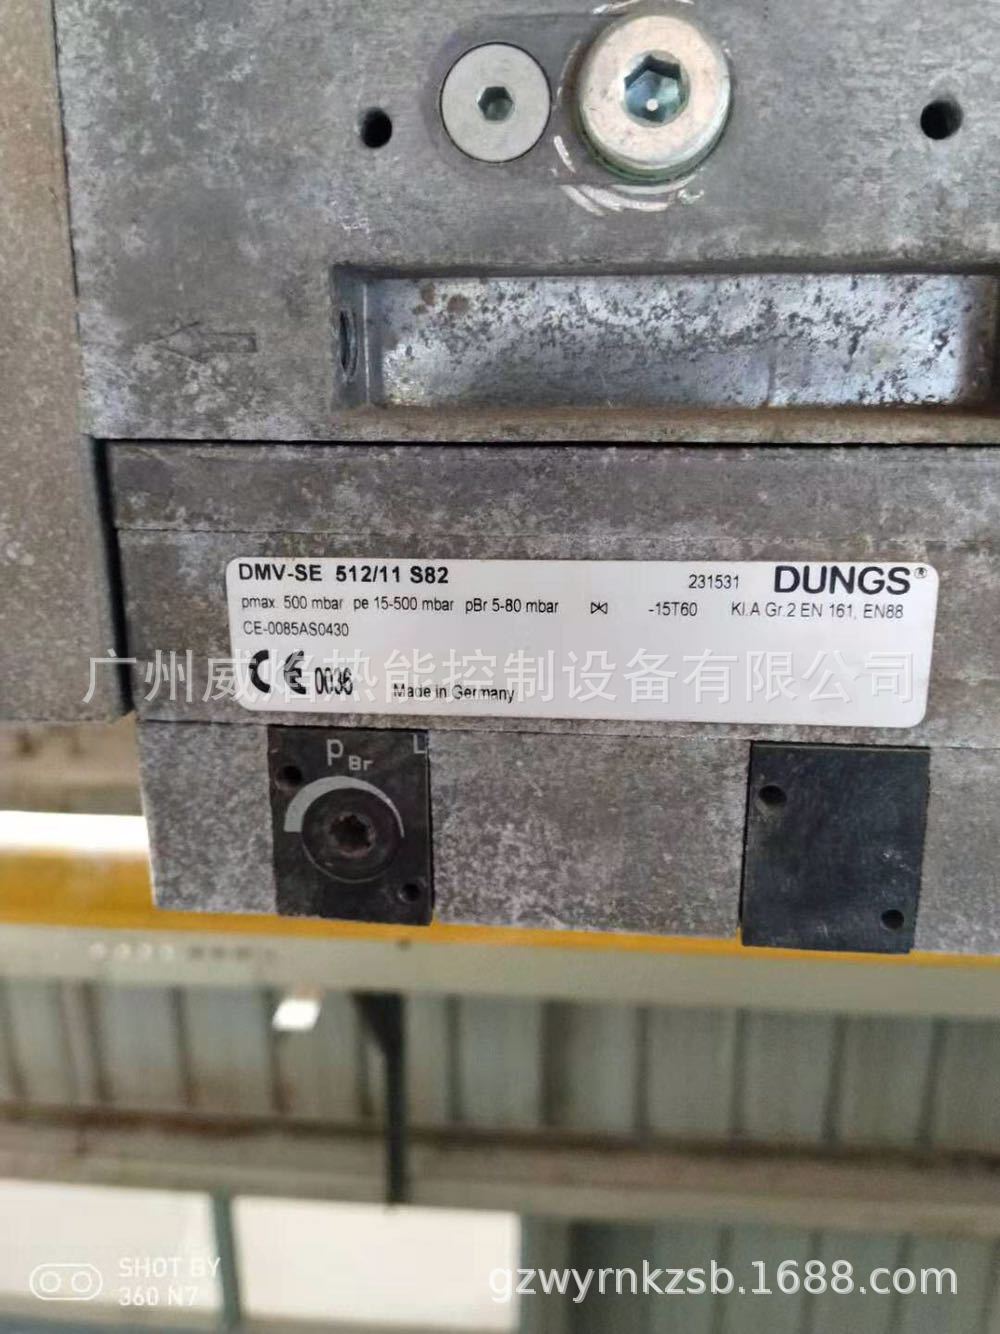 DMV-SE 512/11 S82 231531 DUNGS®
pmax. 500 mbar pe 15-500 mbar pBr 5-80 mbar -15T60 Kl.A Gr.2 EN 161, EN88
CE-0085AS0430
广州威焰热能控制设备有限公司
CE 0036 Made in Germany
pBr L
SHOT BY
360 N7
gzwyrnkzsb.1688.com